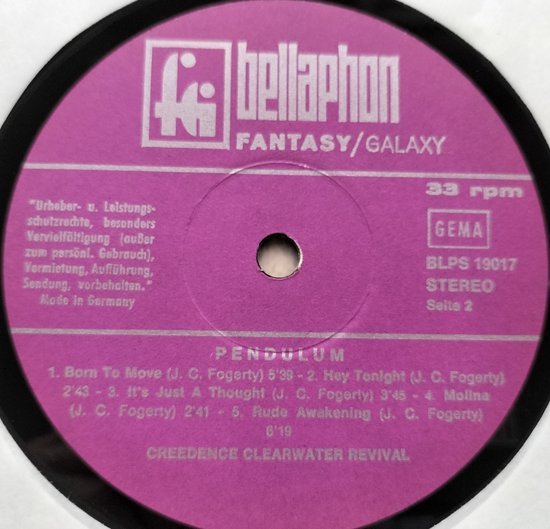 fi
bellaphon
FANTASY/GALAXY
33 rpm
"Urheber- u. Leistungs-
schutzrechte, besonders
Vervielfältigung (außer
zum persönl. Gebrauch),
Vermietung, Aufführung,
Sendung, vorbehalten."
Made in Germany
GEMA
BLPS 19017
STEREO
Seite 2
PENDULUM
1. Born To Move (J. C. Fogerty) 5'39 - 2. Hey Tonight (J. C. Fogerty)
2'43 - 3. It's Just A Thought (J. C. Fogerty) 3'45 - 4. Molina
(J. C. Fogerty) 2'41 - 5. Rude Awakening (J. C. Fogerty)
6'19
CREEDENCE CLEARWATER REVIVAL